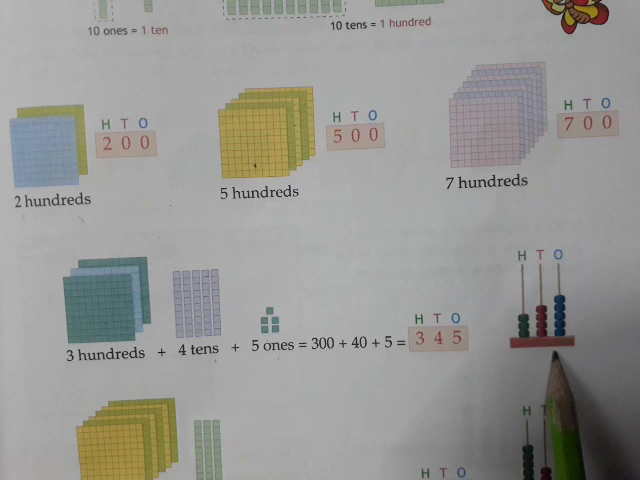 10 ones = 1 ten
10 tens = 1 hundred
H T O
2 0 0
2 hundreds
H T O
5 0 0
5 hundreds
H T O
7 0 0
7 hundreds
3 hundreds + 4 tens + 5 ones = 300 + 40 + 5 =
H T O
3 4 5
H T O
H T O
H T